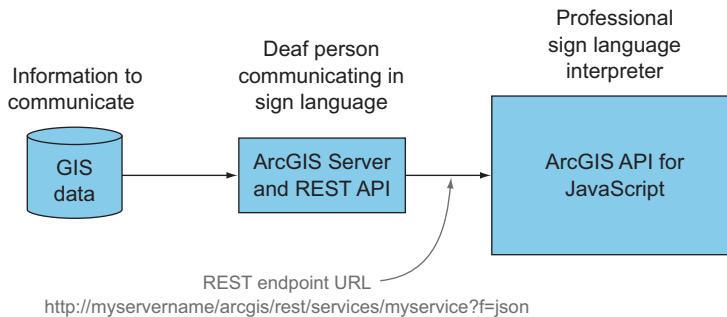 Information to
communicate
GIS
data
Deaf person
communicating in
sign language
ArcGIS Server
and REST API
Professional
sign language
interpreter
ArcGIS API for
JavaScript
REST endpoint URL
http://myservername/arcgis/rest/services/myservice?f=json